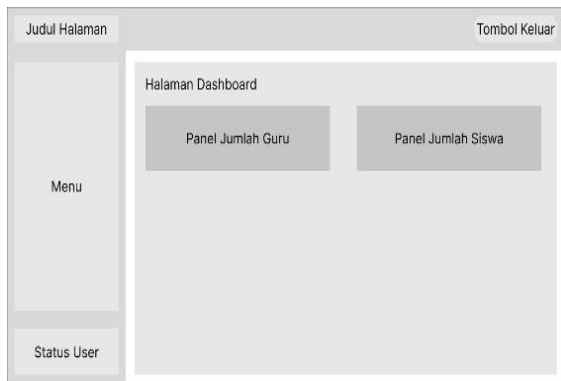 Judul Halaman
Tombol Keluar
Menu
Status User
Halaman Dashboard
Panel Jumlah Guru
Panel Jumlah Siswa